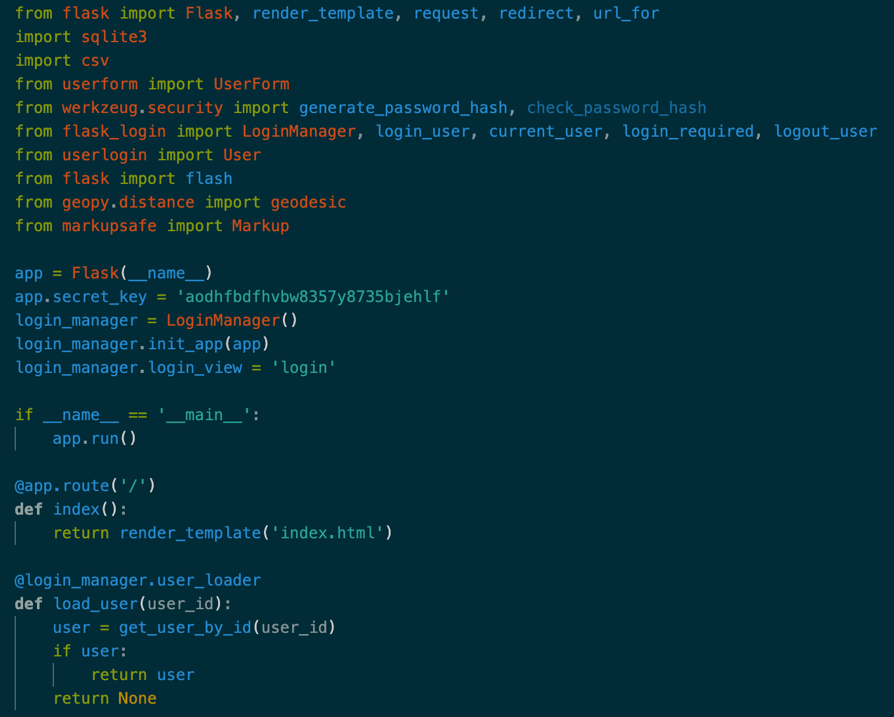 from flask import Flask, render_template, request, redirect, url_for
import sqlite3
import csv
from userform import UserForm
from werkzeug.security import generate_password_hash, check_password_hash
from flask_login import LoginManager, login_user, current_user, login_required, logout_user
from userlogin import User
from flask import flash
from geopy.distance import geodesic
from markupsafe import Markup

app = Flask(__name__)
app.secret_key = 'aodhfbdfhvbw8357y8735bjehlf'
login_manager = LoginManager()
login_manager.init_app(app)
login_manager.login_view = 'login'

if __name__ == '__main__':
    app.run()

@app.route('/')
def index():
    return render_template('index.html')

@login_manager.user_loader
def load_user(user_id):
    user = get_user_by_id(user_id)
    if user:
        return user
    return None